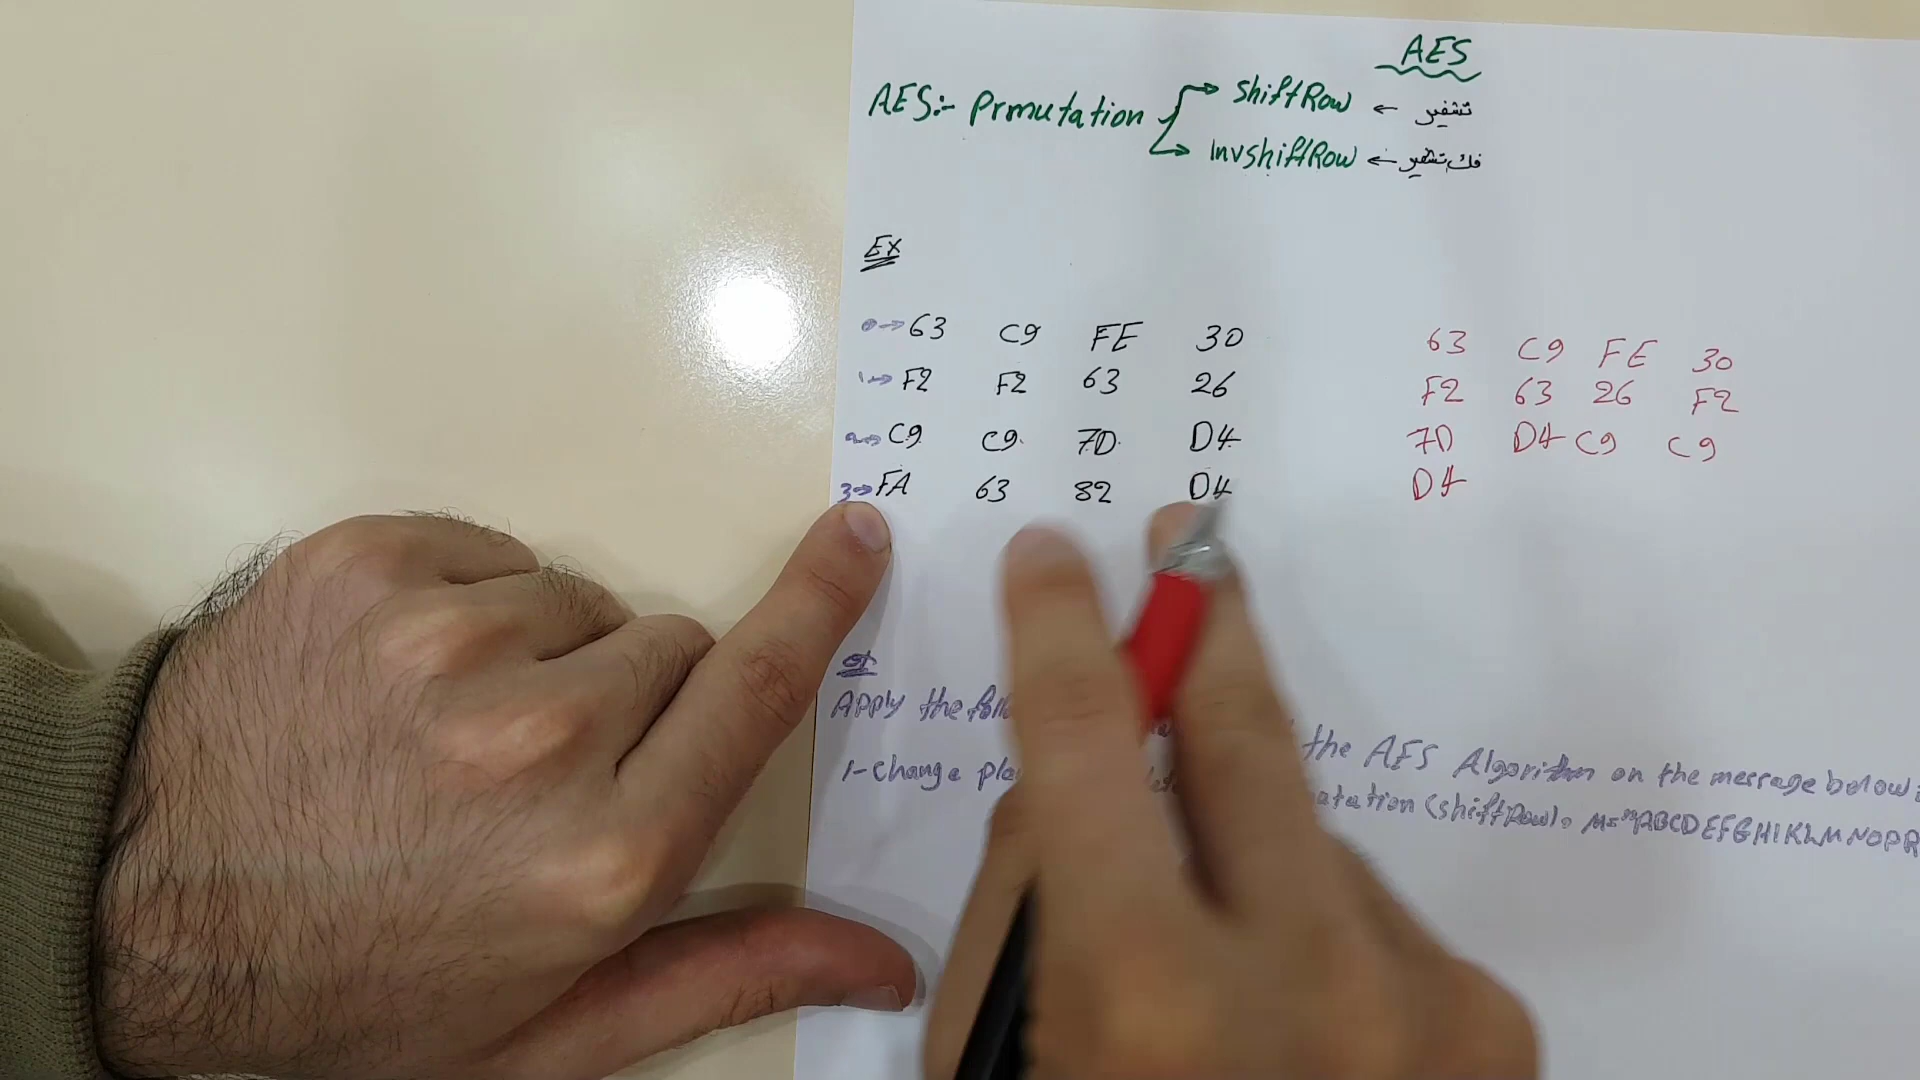 AES
AES:- Prmutation
shiftRow ← تشفير
InvshiftRow ← فك تشفير
Ex
0→ 63 C9 FE 30
1→ F2 F2 63 26
2→ C9 C9 7D D4
3→ FA 63 82 D4
63 C9 FE 30
F2 63 26 F2
7D D4 C9 C9
D4
Apply the the AES Algorithm on the message below:
1-change (shiftRow). M="ABCDEFGHIKLMNOPR